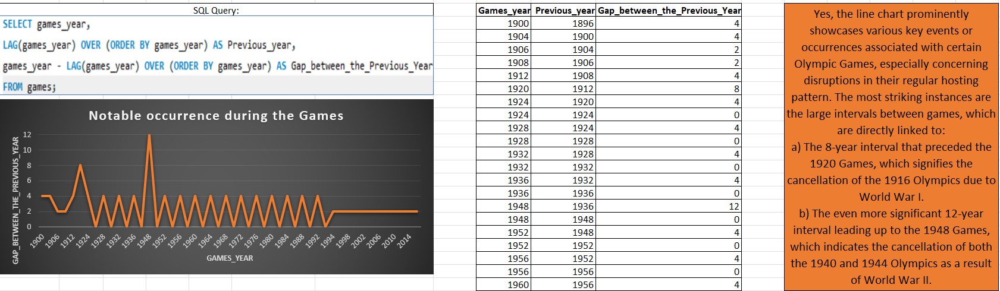 SQL Query:
SELECT games_year,
LAG(games_year) OVER (ORDER BY games_year) AS Previous_year,
games_year - LAG(games_year) OVER (ORDER BY games_year) AS Gap_between_the_Previous_Year
FROM games;
Notable occurrence during the Games
GAP_BETWEEN_THE_PREVIOUS_YEAR
12
10
8
6
4
2
0
1900 1906 1912 1924 1928 1932 1936 1948 1952 1956 1960 1964 1968 1972 1976 1980 1984 1988 1992 1994 1998 2002 2006 2010 2014
GAMES_YEAR
Games_year Previous_year Gap_between_the_Previous_Year
1900 1896 4
1904 1900 4
1906 1904 2
1908 1906 2
1912 1908 4
1920 1912 8
1924 1920 4
1924 1924 0
1928 1924 4
1928 1928 0
1932 1928 4
1932 1932 0
1936 1932 4
1936 1936 0
1948 1936 12
1948 1948 0
1952 1948 4
1952 1952 0
1956 1952 4
1956 1956 0
1960 1956 4
Yes, the line chart prominently
showcases various key events or
occurrences associated with certain
Olympic Games, especially concerning
disruptions in their regular hosting
pattern. The most striking instances are
the large intervals between games, which
are directly linked to:
a) The 8-year interval that preceded the
1920 Games, which signifies the
cancellation of the 1916 Olympics due to
World War I.
b) The even more significant 12-year
interval leading up to the 1948 Games,
which indicates the cancellation of both
the 1940 and 1944 Olympics as a result
of World War II.